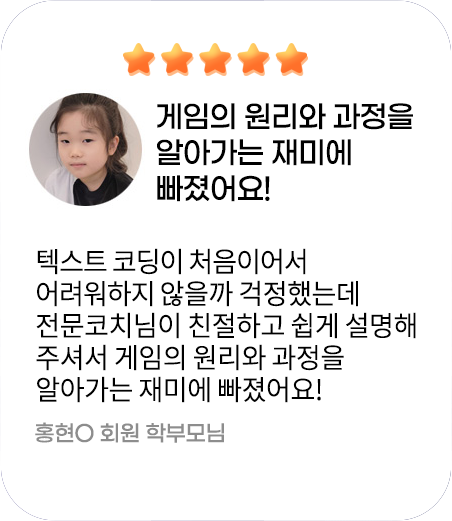 게임의 원리와 과정을
알아가는 재미에
빠졌어요!
텍스트 코딩이 처음이어서
어려워하지 않을까 걱정했는데
전문코치님이 친절하고 쉽게 설명해
주셔서 게임의 원리와 과정을
알아가는 재미에 빠졌어요!
홍현O 회원 학부모님